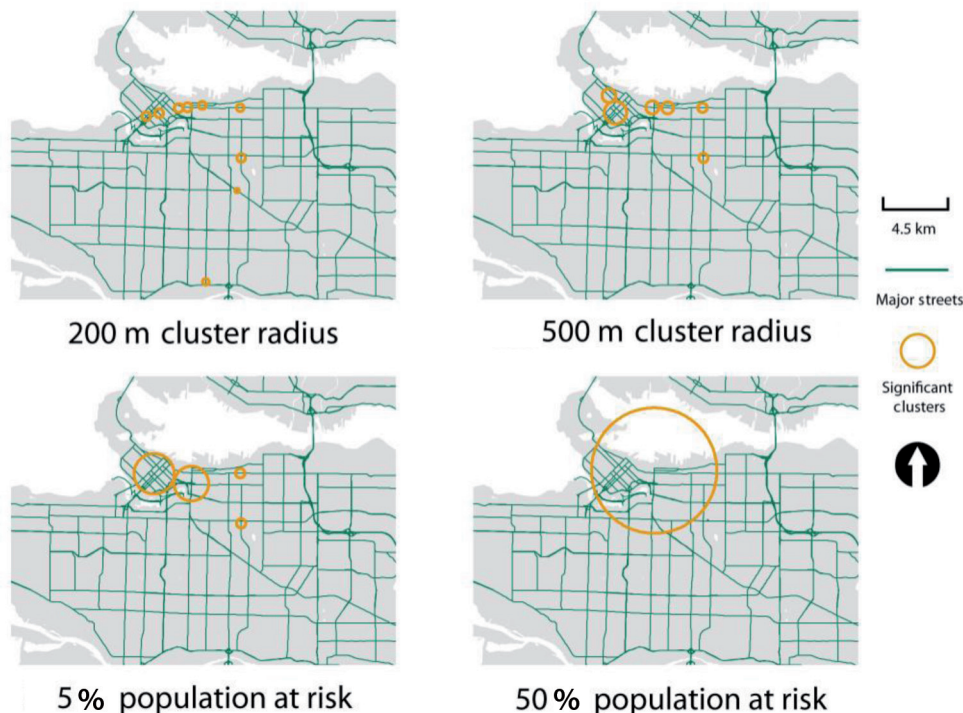 200 m cluster radius
500 m cluster radius
4.5 km
Major streets
Significant
clusters
5% population at risk
50% population at risk